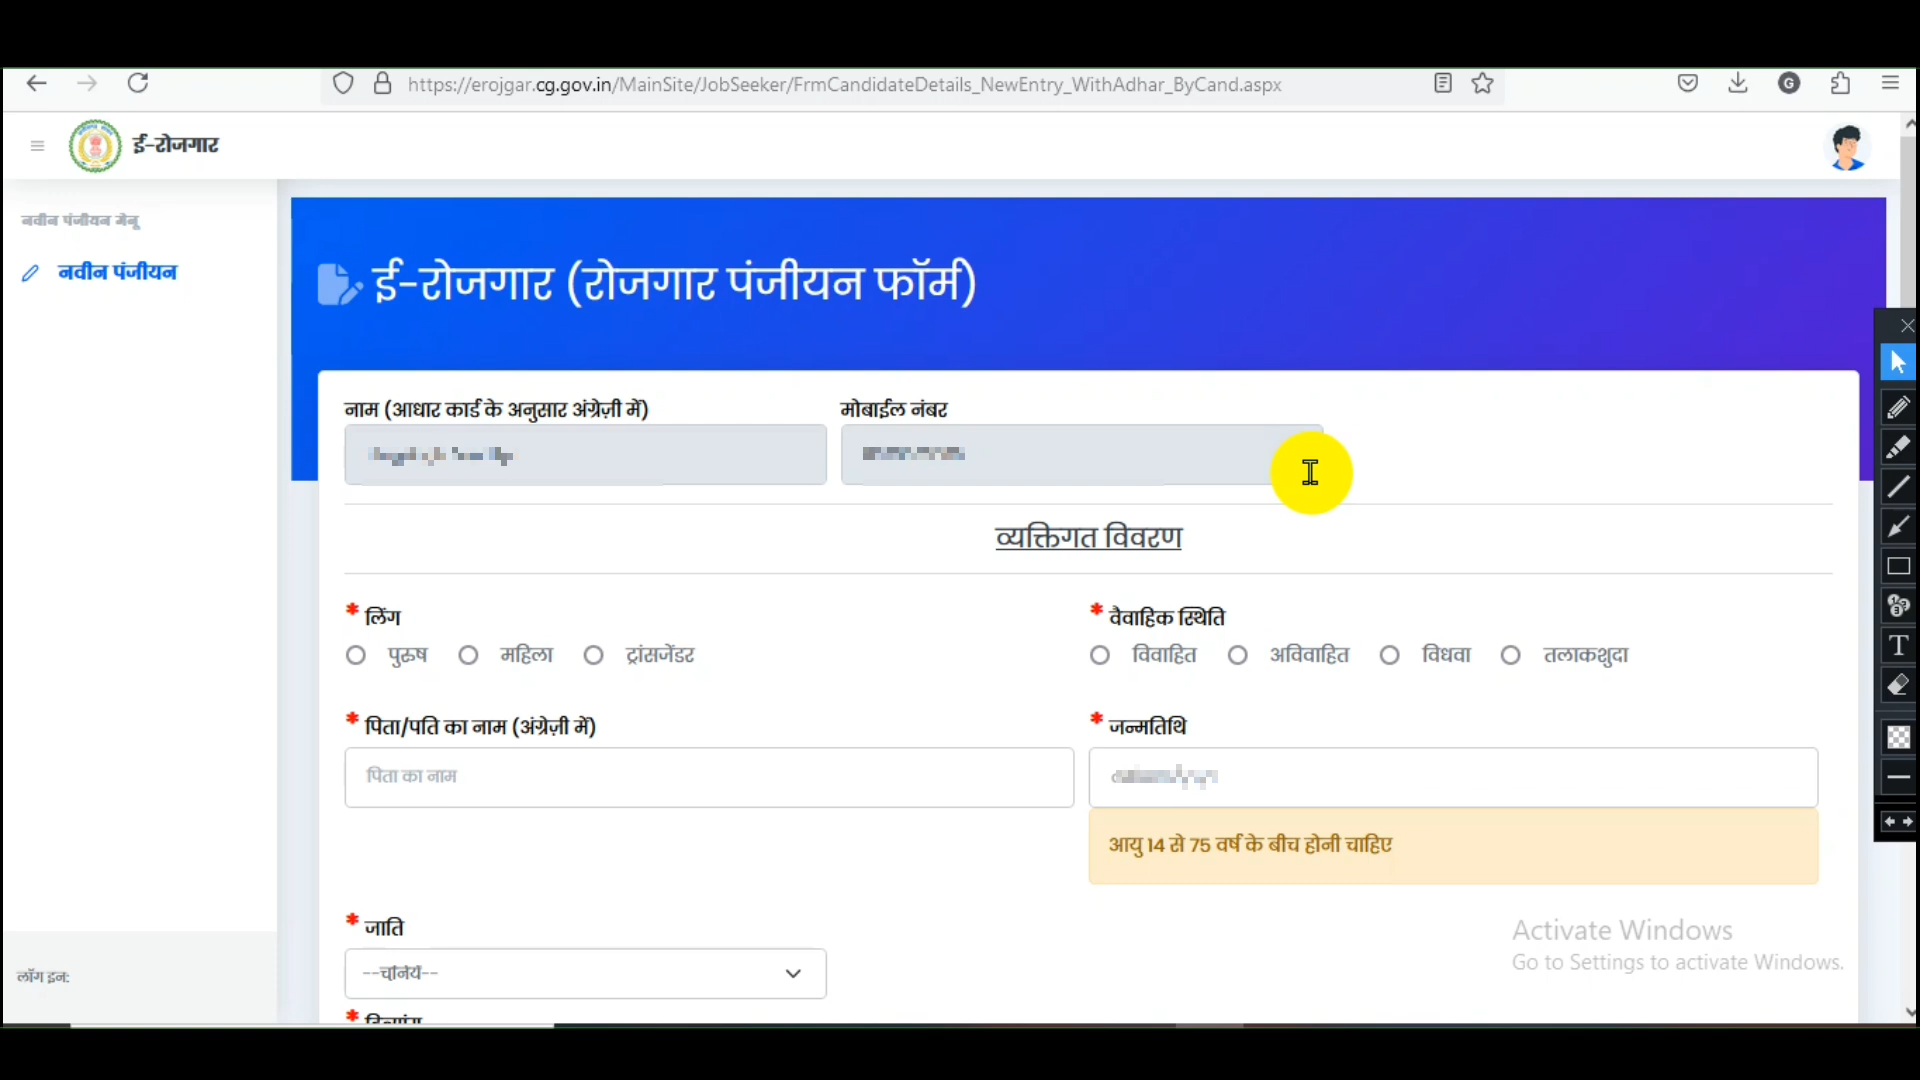 https://erojgar.cg.gov.in/MainSite/JobSeeker/FrmCandidateDetails_NewEntry_WithAdhar_ByCand.aspx
G
ई-रोजगार
नवीन पंजीयन मेनू
नवीन पंजीयन
ई-रोजगार (रोजगार पंजीयन फॉर्म)
नाम (आधार कार्ड के अनुसार अंग्रेज़ी में) मोबाईल नंबर
व्यक्तिगत विवरण
* लिंग * वैवाहिक स्थिति
पुरुष महिला ट्रांसजेंडर विवाहित अविवाहित विधवा तलाकशुदा
* पिता/पति का नाम (अंग्रेज़ी में) * जन्मतिथि
पिता का नाम
आयु 14 से 75 वर्ष के बीच होनी चाहिए
* जाति
--चुनियें--
लॉग इन:
Activate Windows
Go to Settings to activate Windows.
T